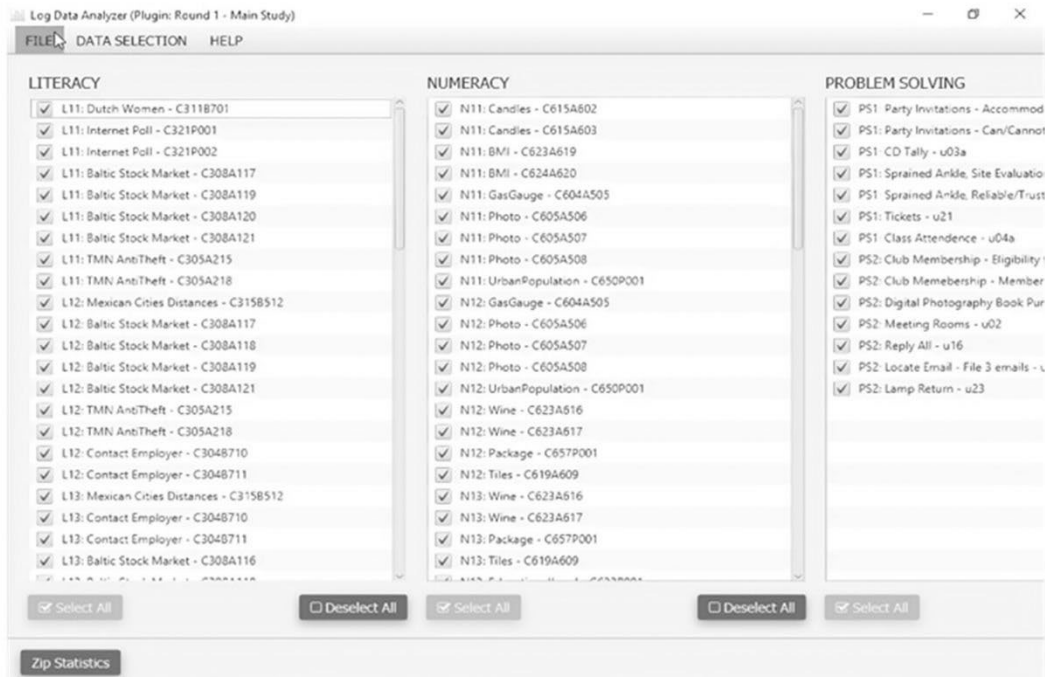 Log Data Analyzer (Plugin: Round 1 - Main Study)
FILE DATA SELECTION HELP
LITERACY
L11: Dutch Women - C311B701
L11: Internet Poll - C321P001
L11: Internet Poll - C321P002
L11: Baltic Stock Market - C308A117
L11: Baltic Stock Market - C308A119
L11: Baltic Stock Market - C308A120
L11: Baltic Stock Market - C308A121
L11: TMN AntiTheft - C305A215
L11: TMN AntiTheft - C305A218
L12: Mexican Cities Distances - C315B512
L12: Baltic Stock Market - C308A117
L12: Baltic Stock Market - C308A118
L12: Baltic Stock Market - C308A119
L12: Baltic Stock Market - C308A121
L12: TMN AntiTheft - C305A215
L12: TMN AntiTheft - C305A218
L12: Contact Employer - C304B710
L12: Contact Employer - C304B711
L13: Mexican Cities Distances - C315B512
L13: Contact Employer - C304B710
L13: Contact Employer - C304B711
L13: Baltic Stock Market - C308A116
Select All
Deselect All
NUMERACY
N11: Candles - C615A602
N11: Candles - C615A603
N11: BMI - C623A619
N11: BMI - C624A620
N11: GasGauge - C604A505
N11: Photo - C605A506
N11: Photo - C605A507
N11: Photo - C605A508
N11: UrbanPopulation - C650P001
N12: GasGauge - C604A505
N12: Photo - C605A506
N12: Photo - C605A507
N12: Photo - C605A508
N12: UrbanPopulation - C650P001
N12: Wine - C623A616
N12: Wine - C623A617
N12: Package - C657P001
N12: Tiles - C619A609
N13: Wine - C623A616
N13: Wine - C623A617
N13: Package - C657P001
N13: Tiles - C619A609
Select All
Deselect All
PROBLEM SOLVING
PS1: Party Invitations - Accommod
PS1: Party Invitations - Can/Cannot
PS1: CD Tally - u03a
PS1: Sprained Ankle, Site Evaluatio
PS1: Sprained Ankle, Reliable/Trust
PS1: Tickets - u21
PS1: Class Attendence - u04a
PS2: Club Membership - Eligibility
PS2: Club Memebership - Member
PS2: Digital Photography Book Pur
PS2: Meeting Rooms - u02
PS2: Reply All - u16
PS2: Locate Email - File 3 emails - u
PS2: Lamp Return - u23
Select All
Zip Statistics